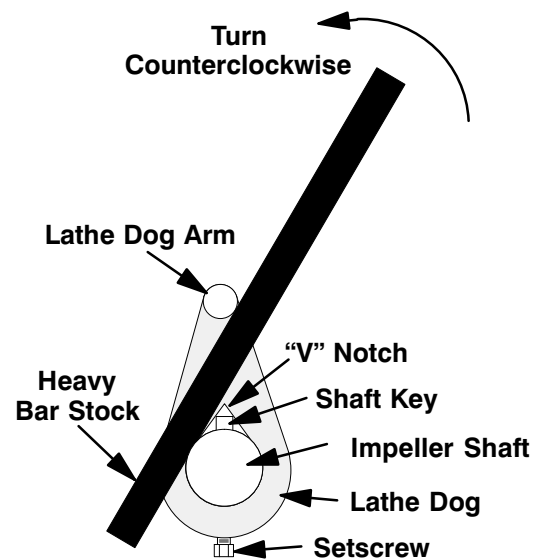 Turn
Counterclockwise
Lathe Dog Arm
“V” Notch
Heavy
Bar Stock
Shaft Key
Impeller Shaft
Lathe Dog
Setscrew